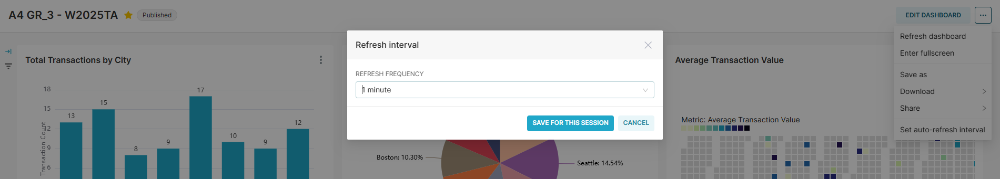 A4 GR_3 - W2025TA
Published
EDIT DASHBOARD
...
Refresh dashboard
Enter fullscreen
Save as
Download
Share
Set auto-refresh interval
Refresh interval
REFRESH FREQUENCY
1 minute
SAVE FOR THIS SESSION
CANCEL
Total Transactions by City
Transaction Count
18
15
12
9
6
13
15
8
9
17
10
9
12
Boston: 10.30%
Seattle: 14.54%
Average Transaction Value
Metric: Average Transaction Value